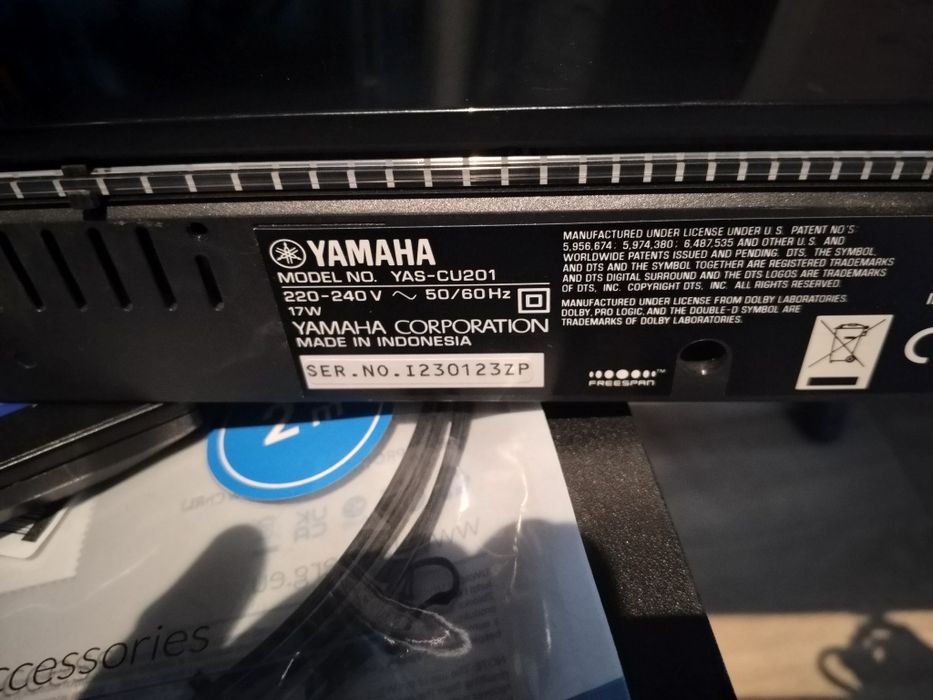 YAMAHA
MODEL NO. YAS-CU201
220-240V ~ 50/60Hz
17W
YAMAHA CORPORATION
MADE IN INDONESIA
SER.NO.I230123ZP
MANUFACTURED UNDER LICENSE UNDER U.S. PATENT NO'S:
5,956,674; 5,974,380; 6,487,535 AND OTHER U.S. AND
WORLDWIDE PATENTS ISSUED AND PENDING. DTS, THE SYMBOL,
AND DTS AND THE SYMBOL TOGETHER ARE REGISTERED TRADEMARKS
AND DTS DIGITAL SURROUND AND THE DTS LOGOS ARE TRADEMARKS
OF DTS, INC. COPYRIGHT DTS, INC. ALL RIGHTS RESERVED.
MANUFACTURED UNDER LICENSE FROM DOLBY LABORATORIES.
DOLBY, PRO LOGIC, AND THE DOUBLE-D SYMBOL ARE
TRADEMARKS OF DOLBY LABORATORIES.
FREESPAN™
2 m
ccessories